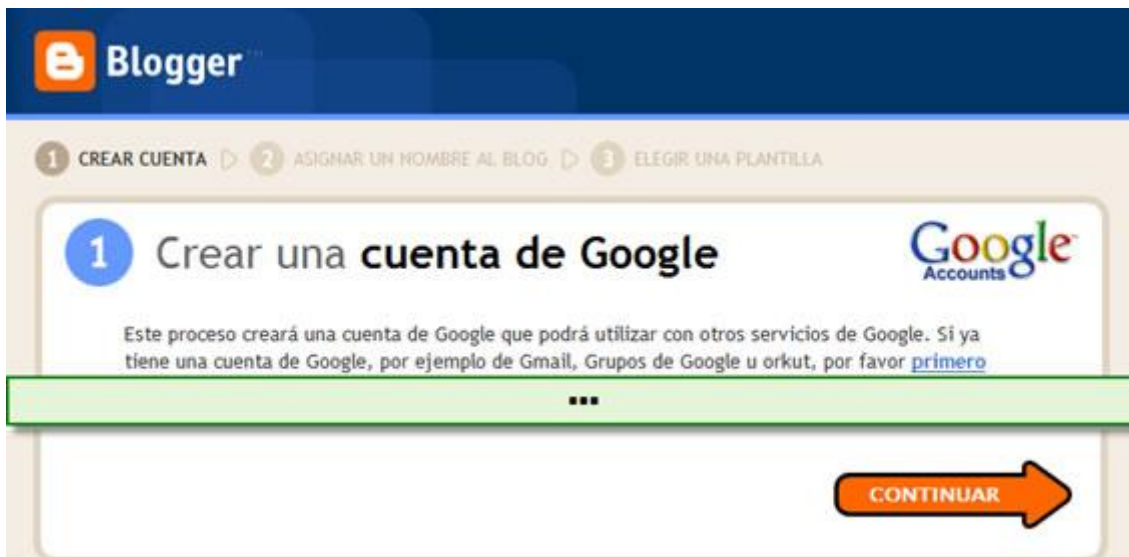 Blogger™
1 CREAR CUENTA 2 ASIGNAR UN NOMBRE AL BLOG 3 ELEGIR UNA PLANTILLA
1 Crear una cuenta de Google
Google
Accounts
Este proceso creará una cuenta de Google que podrá utilizar con otros servicios de Google. Si ya
tiene una cuenta de Google, por ejemplo de Gmail, Grupos de Google u orkut, por favor primero
...
CONTINUAR